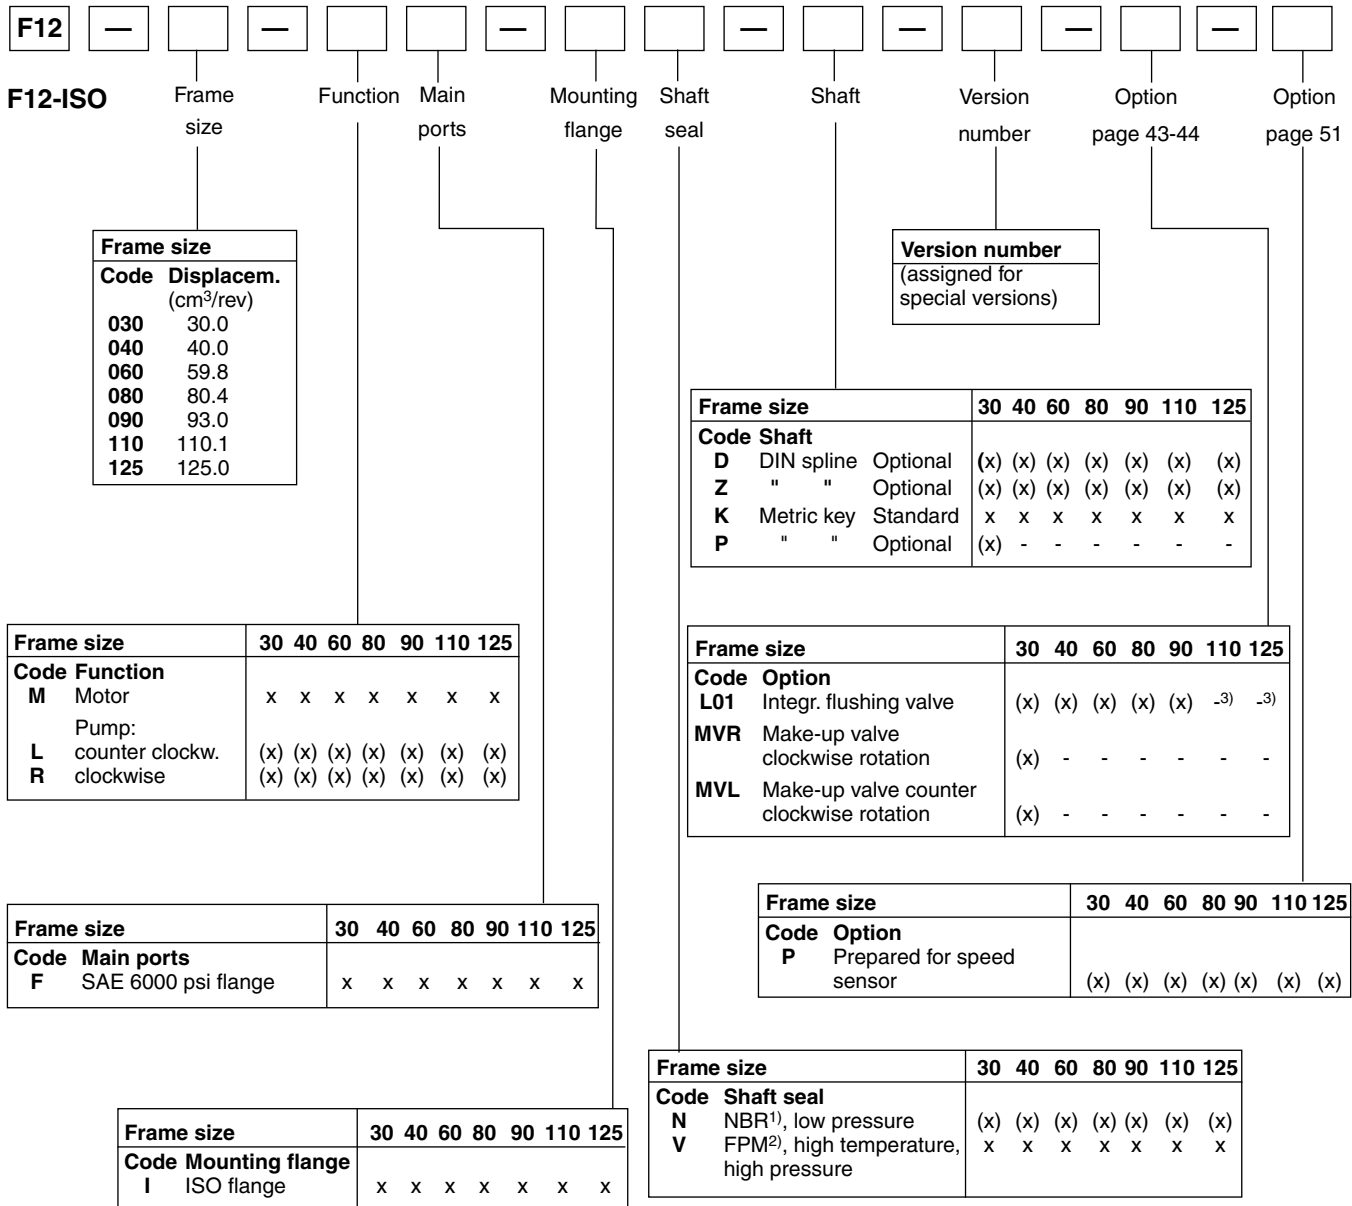 F12 — — — — — —
F12-ISO
Frame size
Function
Main ports
Mounting flange
Shaft seal
Shaft
Version number
Option page 43-44
Option page 51
Frame size
Code Displacem.
(cm³/rev)
030 30.0
040 40.0
060 59.8
080 80.4
090 93.0
110 110.1
125 125.0
Version number
(assigned for
special versions)
Frame size 30 40 60 80 90 110 125
Code Shaft
D DIN spline Optional (x) (x) (x) (x) (x) (x) (x)
Z " " Optional (x) (x) (x) (x) (x) (x) (x)
K Metric key Standard x x x x x x x
P " " Optional (x) - - - - - -
Frame size 30 40 60 80 90 110 125
Code Function
M Motor x x x x x x x
Pump:
L counter clockw. (x) (x) (x) (x) (x) (x) (x)
R clockwise (x) (x) (x) (x) (x) (x) (x)
Frame size 30 40 60 80 90 110 125
Code Option
L01 Integr. flushing valve (x) (x) (x) (x) (x) -3) -3)
MVR Make-up valve
clockwise rotation (x) - - - - - -
MVL Make-up valve counter
clockwise rotation (x) - - - - - -
Frame size 30 40 60 80 90 110 125
Code Main ports
F SAE 6000 psi flange x x x x x x x
Frame size 30 40 60 80 90 110 125
Code Option
P Prepared for speed
sensor (x) (x) (x) (x) (x) (x) (x)
Frame size 30 40 60 80 90 110 125
Code Shaft seal
N NBR1), low pressure (x) (x) (x) (x) (x) (x) (x)
V FPM2), high temperature, x x x x x x x
high pressure
Frame size 30 40 60 80 90 110 125
Code Mounting flange
I ISO flange x x x x x x x